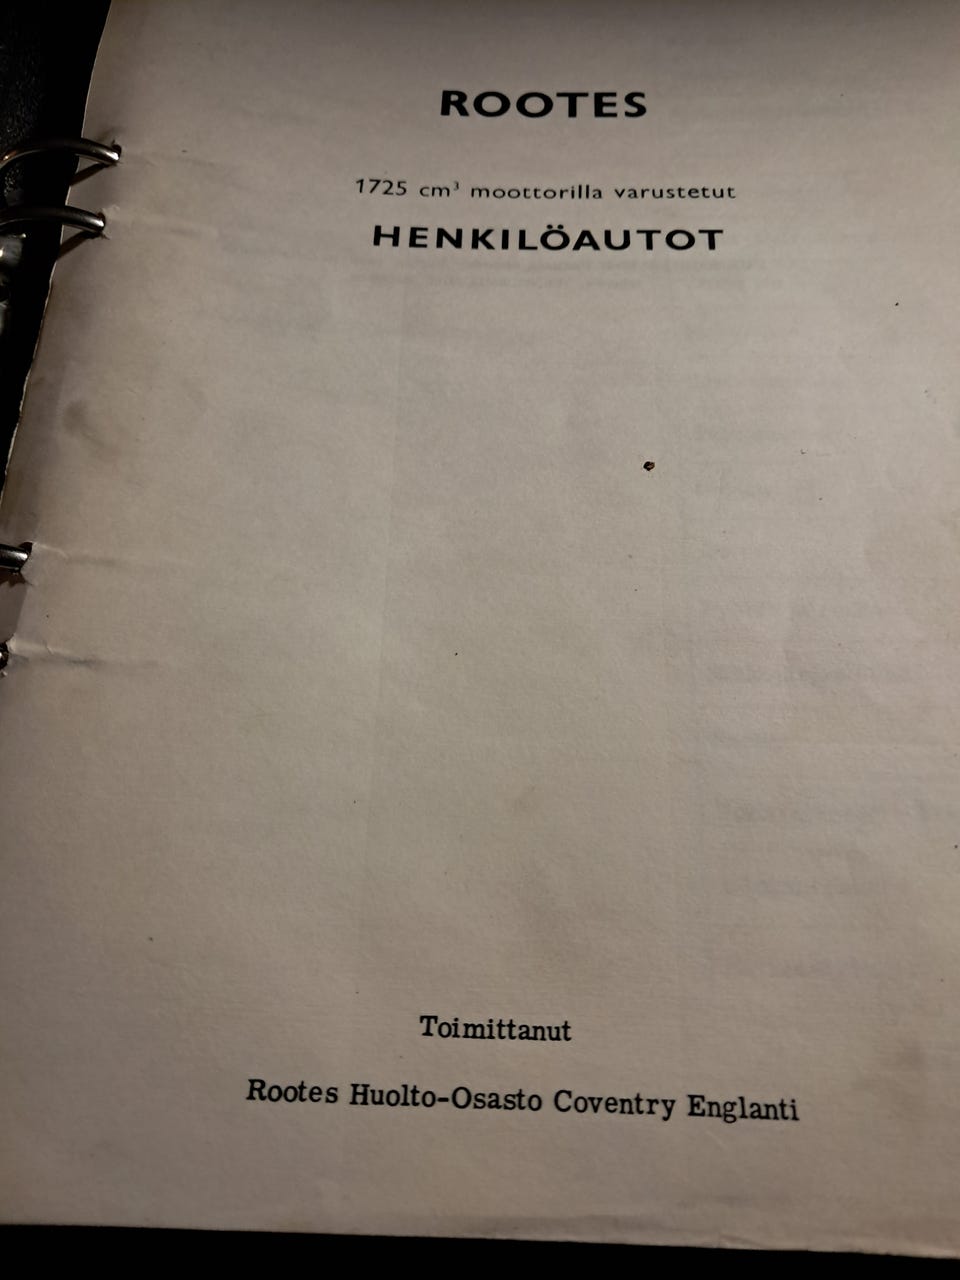 ROOTES
1725 cm³ moottorilla varustetut
HENKILÖAUTOT
Toimittanut
Rootes Huolto-Osasto Coventry Englanti